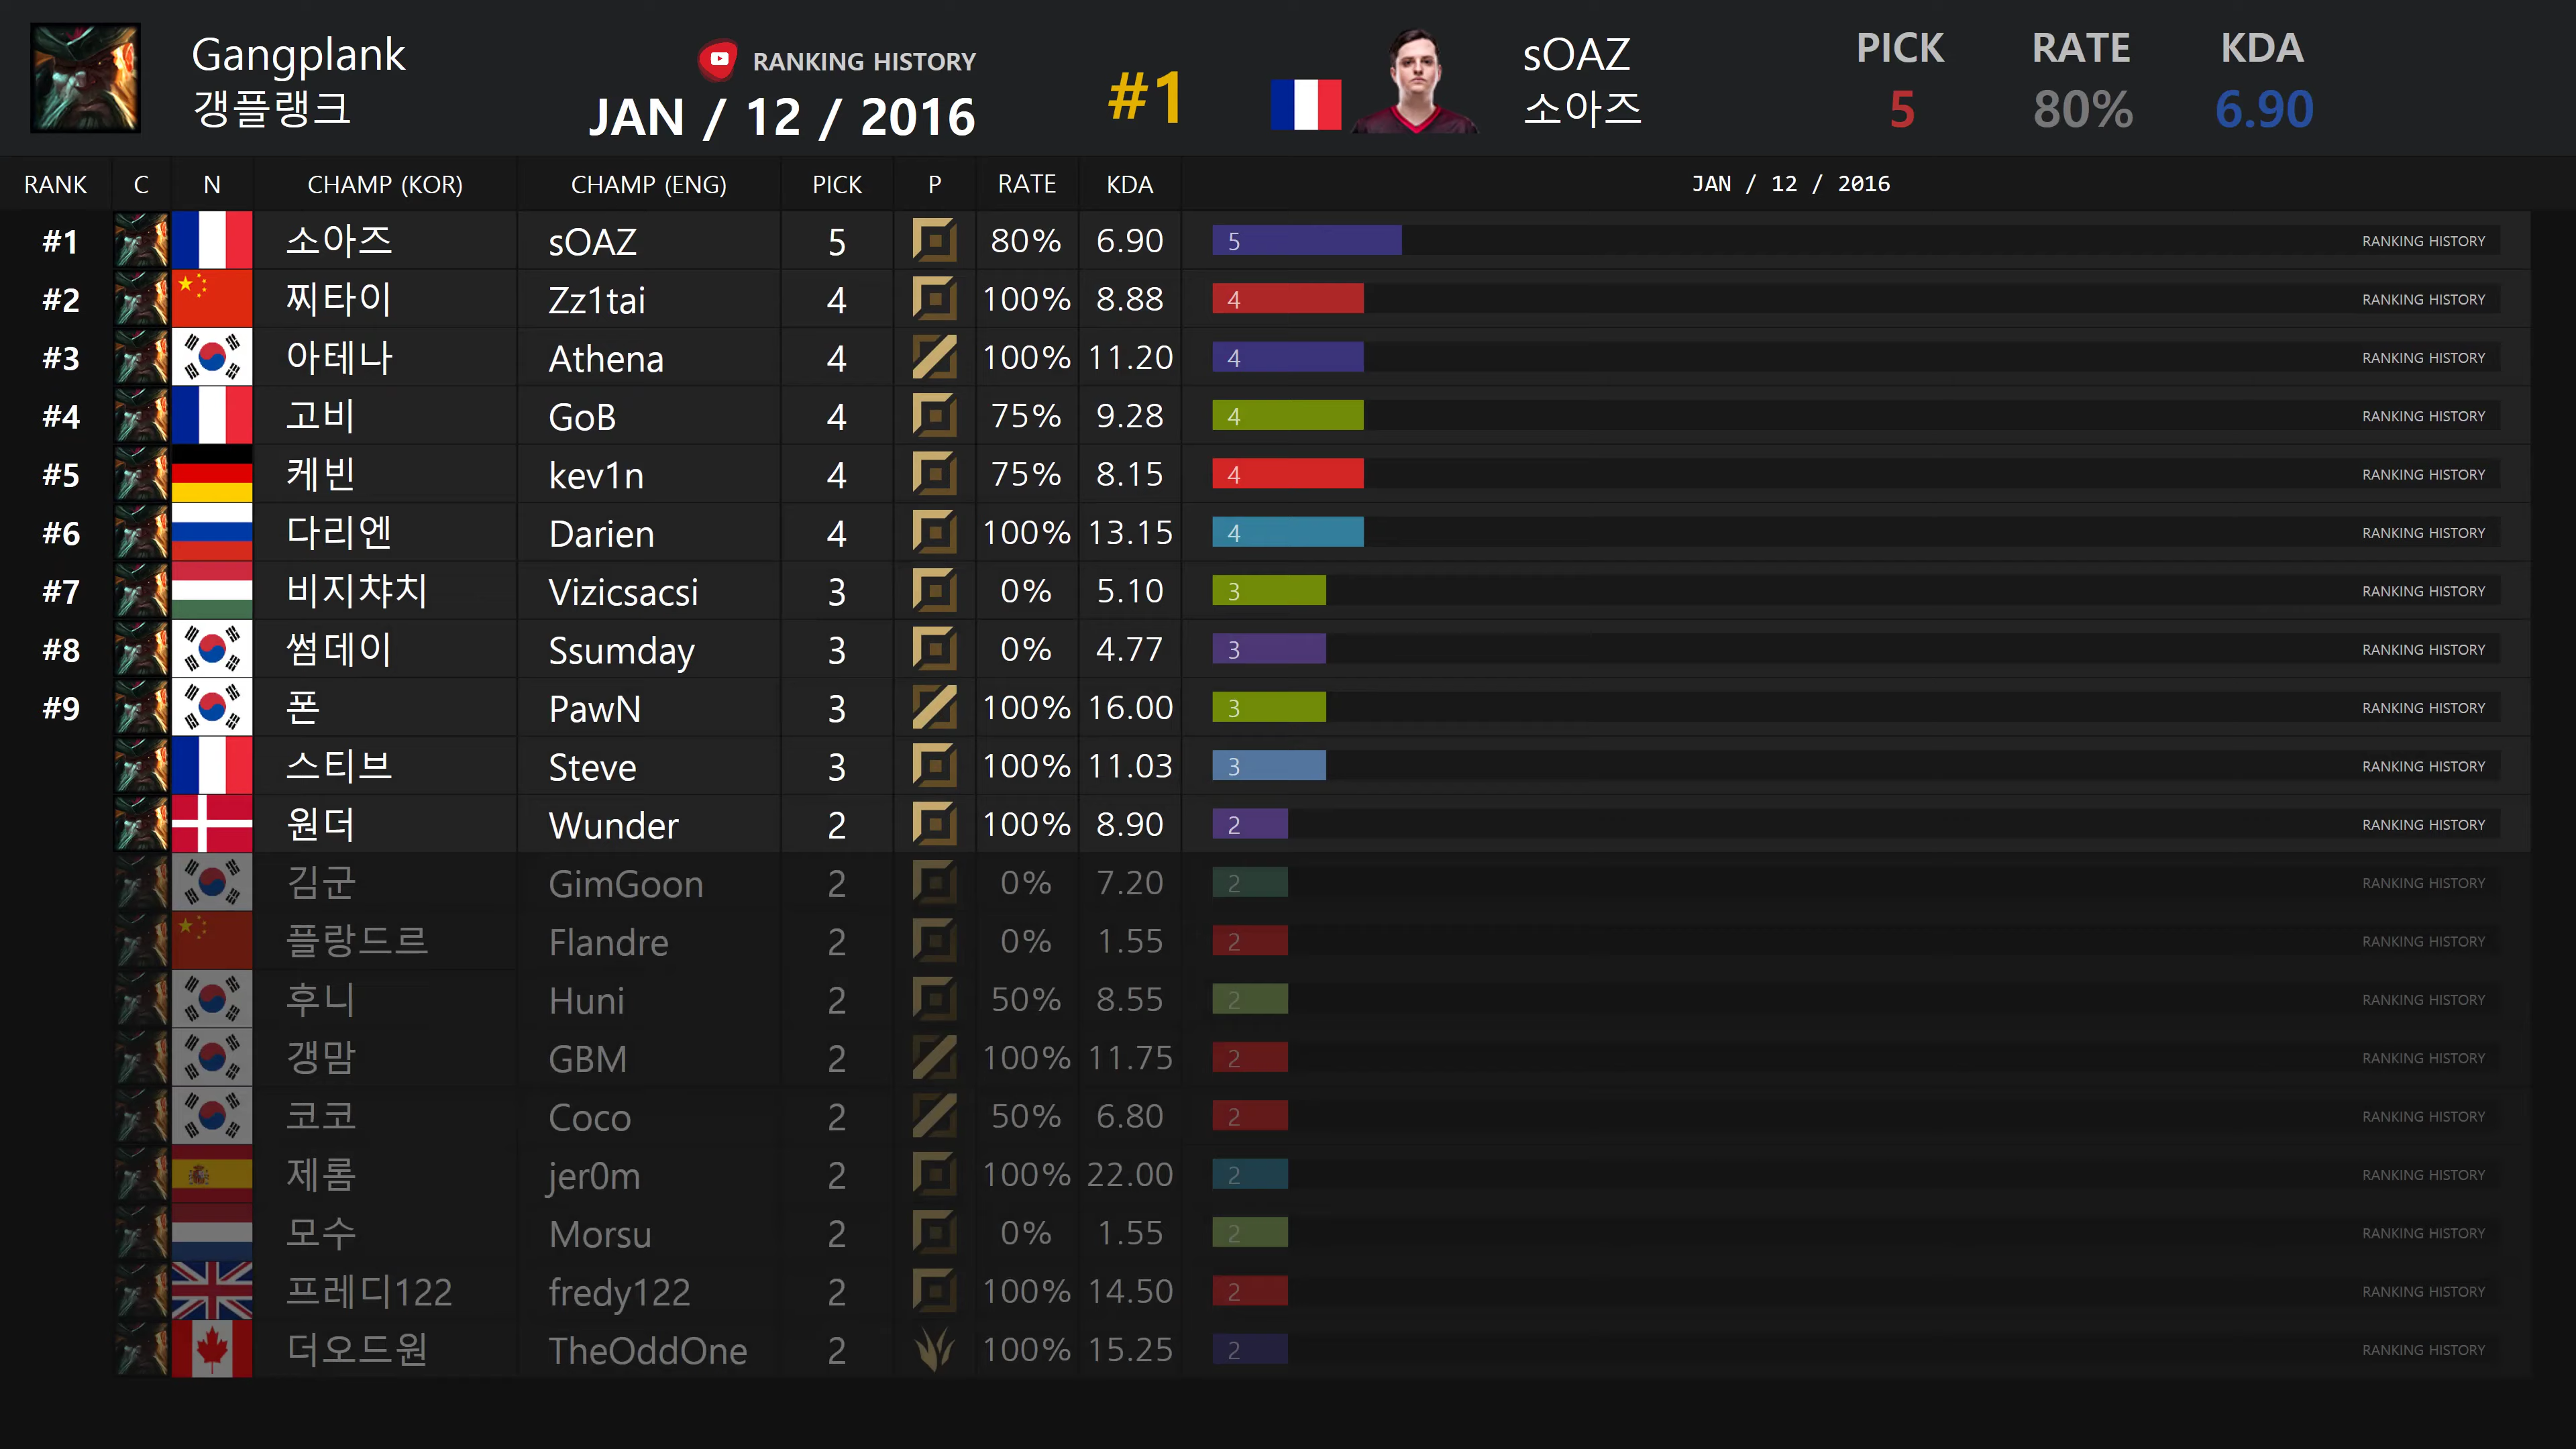 Gangplank
갱플랭크
RANKING HISTORY
JAN / 12 / 2016
#1
sOAZ
소아즈
PICK RATE KDA
5 80% 6.90
RANK C N CHAMP (KOR) CHAMP (ENG) PICK P RATE KDA JAN / 12 / 2016
#1 소아즈 sOAZ 5 80% 6.90 5 RANKING HISTORY
#2 찌타이 Zz1tai 4 100% 8.88 4 RANKING HISTORY
#3 아테나 Athena 4 100% 11.20 4 RANKING HISTORY
#4 고비 GoB 4 75% 9.28 4 RANKING HISTORY
#5 케빈 kev1n 4 75% 8.15 4 RANKING HISTORY
#6 다리엔 Darien 4 100% 13.15 4 RANKING HISTORY
#7 비지챠치 Vizicsacsi 3 0% 5.10 3 RANKING HISTORY
#8 썸데이 Ssumday 3 0% 4.77 3 RANKING HISTORY
#9 폰 PawN 3 100% 16.00 3 RANKING HISTORY
스티브 Steve 3 100% 11.03 3 RANKING HISTORY
원더 Wunder 2 100% 8.90 2 RANKING HISTORY
김군 GimGoon 2 0% 7.20 2 RANKING HISTORY
플랑드르 Flandre 2 0% 1.55 2 RANKING HISTORY
후니 Huni 2 50% 8.55 2 RANKING HISTORY
갱맘 GBM 2 100% 11.75 2 RANKING HISTORY
코코 Coco 2 50% 6.80 2 RANKING HISTORY
제롬 jer0m 2 100% 22.00 2 RANKING HISTORY
모수 Morsu 2 0% 1.55 2 RANKING HISTORY
프레디122 fredy122 2 100% 14.50 2 RANKING HISTORY
더오드원 TheOddOne 2 100% 15.25 2 RANKING HISTORY